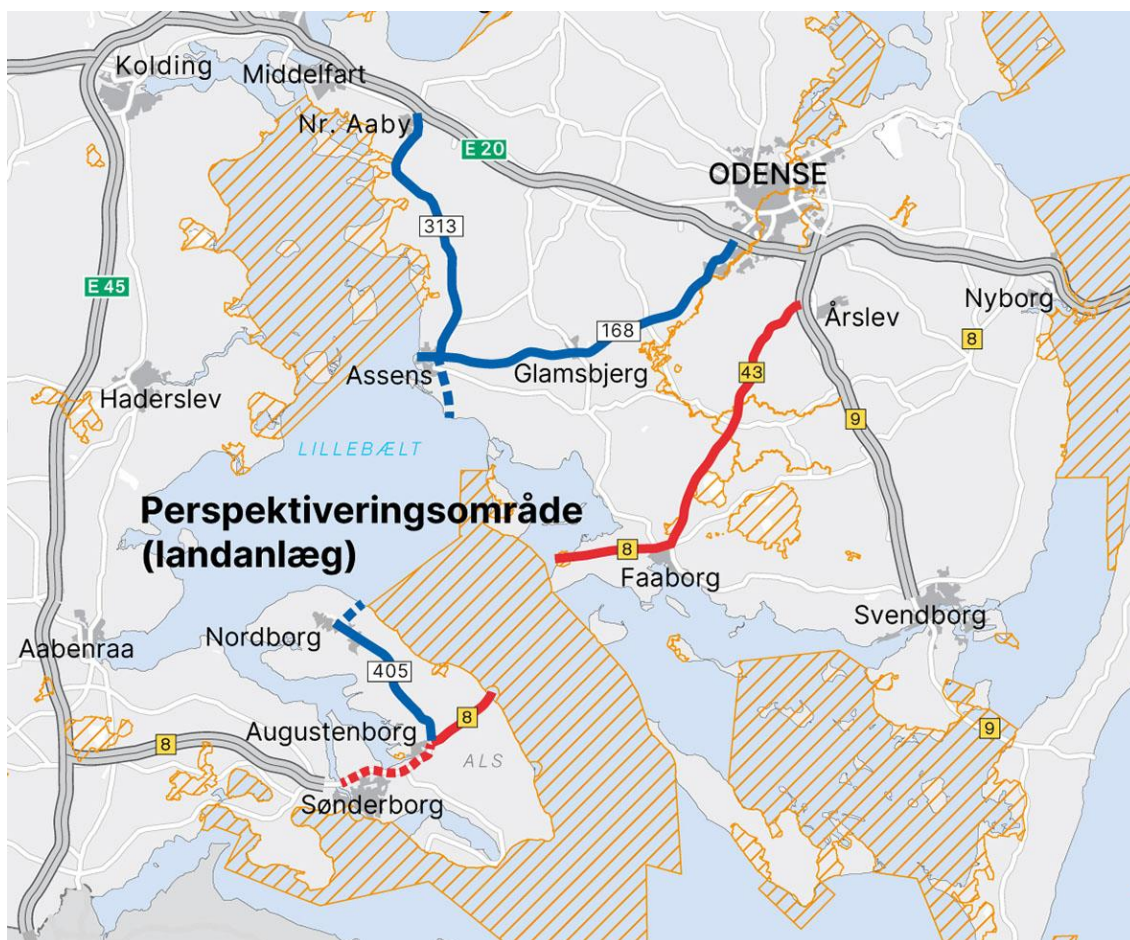 Kolding
Middelfart
Nr. Aaby
E 20
ODENSE
313
E 45
168
Årslev
Nyborg
8
Assens
Glamsbjerg
43
Haderslev
9
LILLEBÆLT
Perspektiveringsområde
(landanlæg)
8
Faaborg
Svendborg
Nordborg
Aabenraa
405
Augustenborg
8
9
8
ALS
Sønderborg